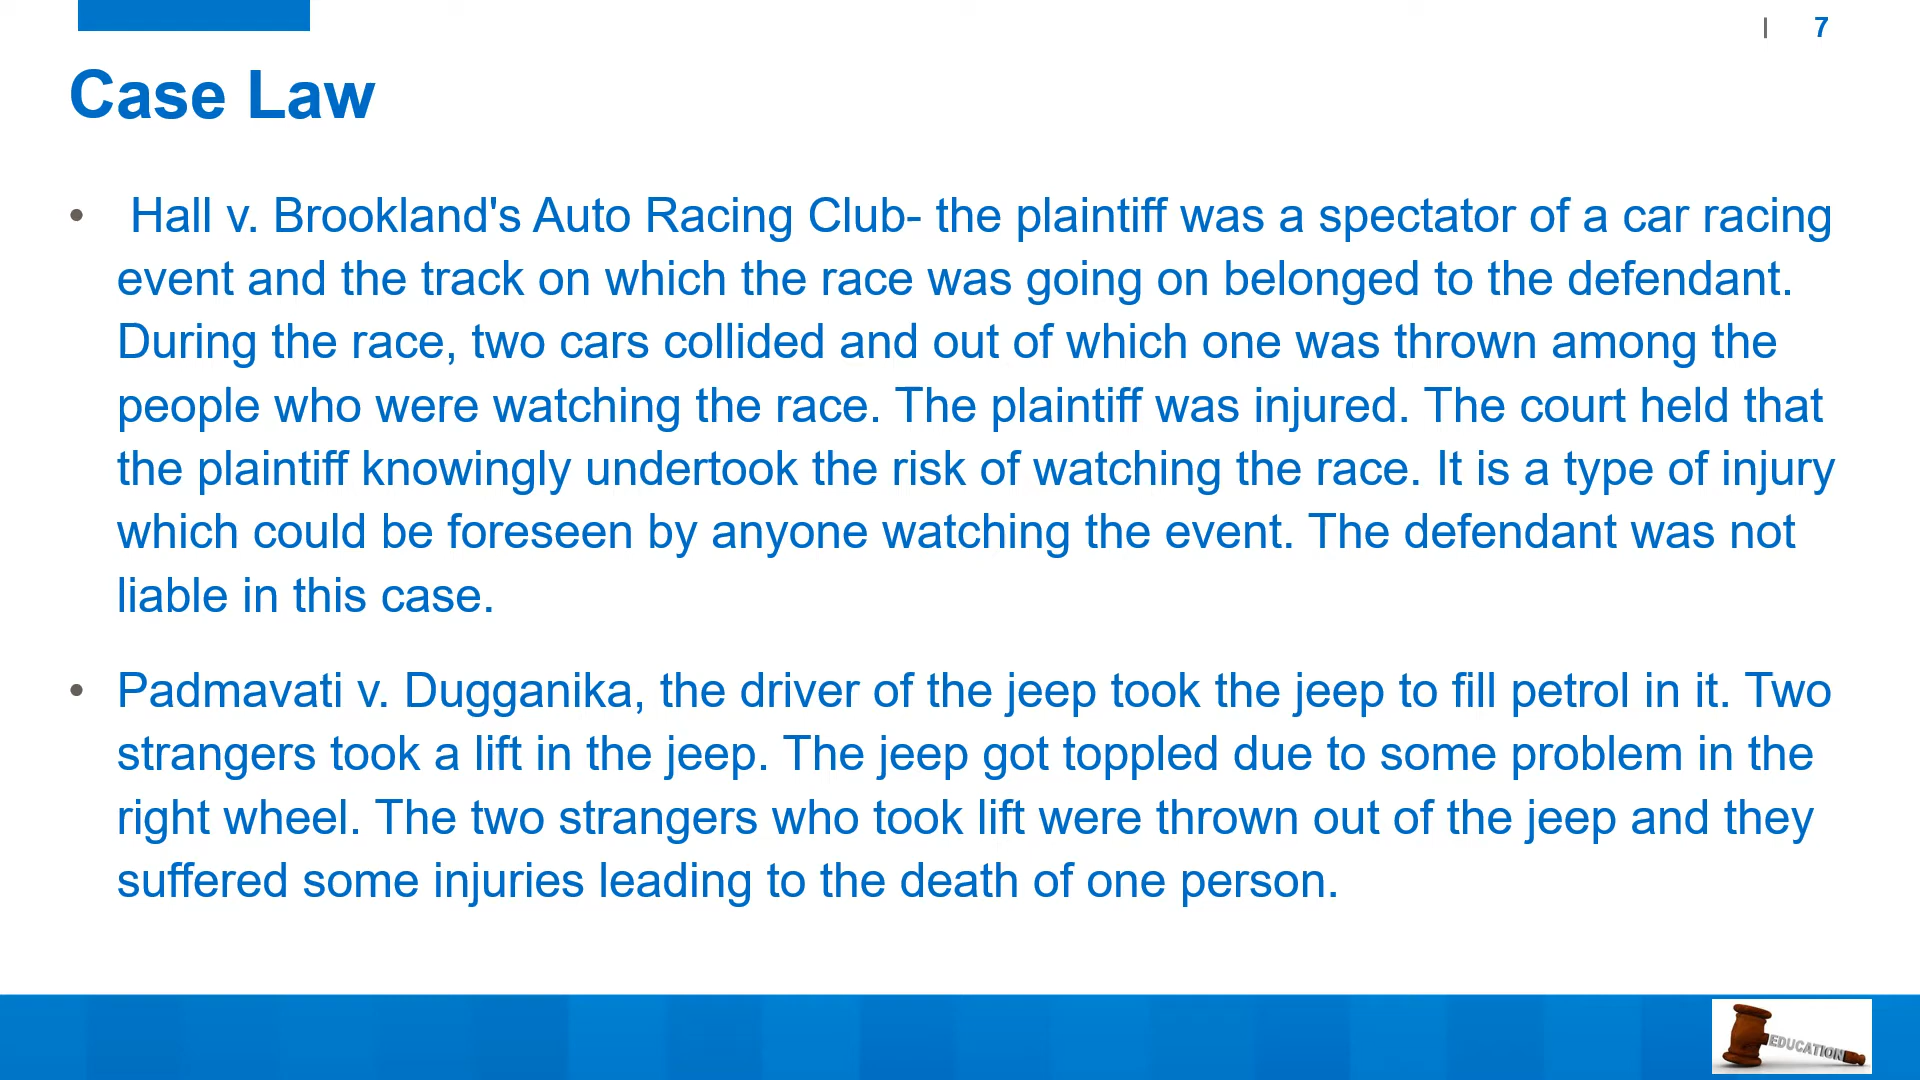 | 7
Case Law
• Hall v. Brookland's Auto Racing Club- the plaintiff was a spectator of a car racing
event and the track on which the race was going on belonged to the defendant.
During the race, two cars collided and out of which one was thrown among the
people who were watching the race. The plaintiff was injured. The court held that
the plaintiff knowingly undertook the risk of watching the race. It is a type of injury
which could be foreseen by anyone watching the event. The defendant was not
liable in this case.
• Padmavati v. Dugganika, the driver of the jeep took the jeep to fill petrol in it. Two
strangers took a lift in the jeep. The jeep got toppled due to some problem in the
right wheel. The two strangers who took lift were thrown out of the jeep and they
suffered some injuries leading to the death of one person.
EDUCATION